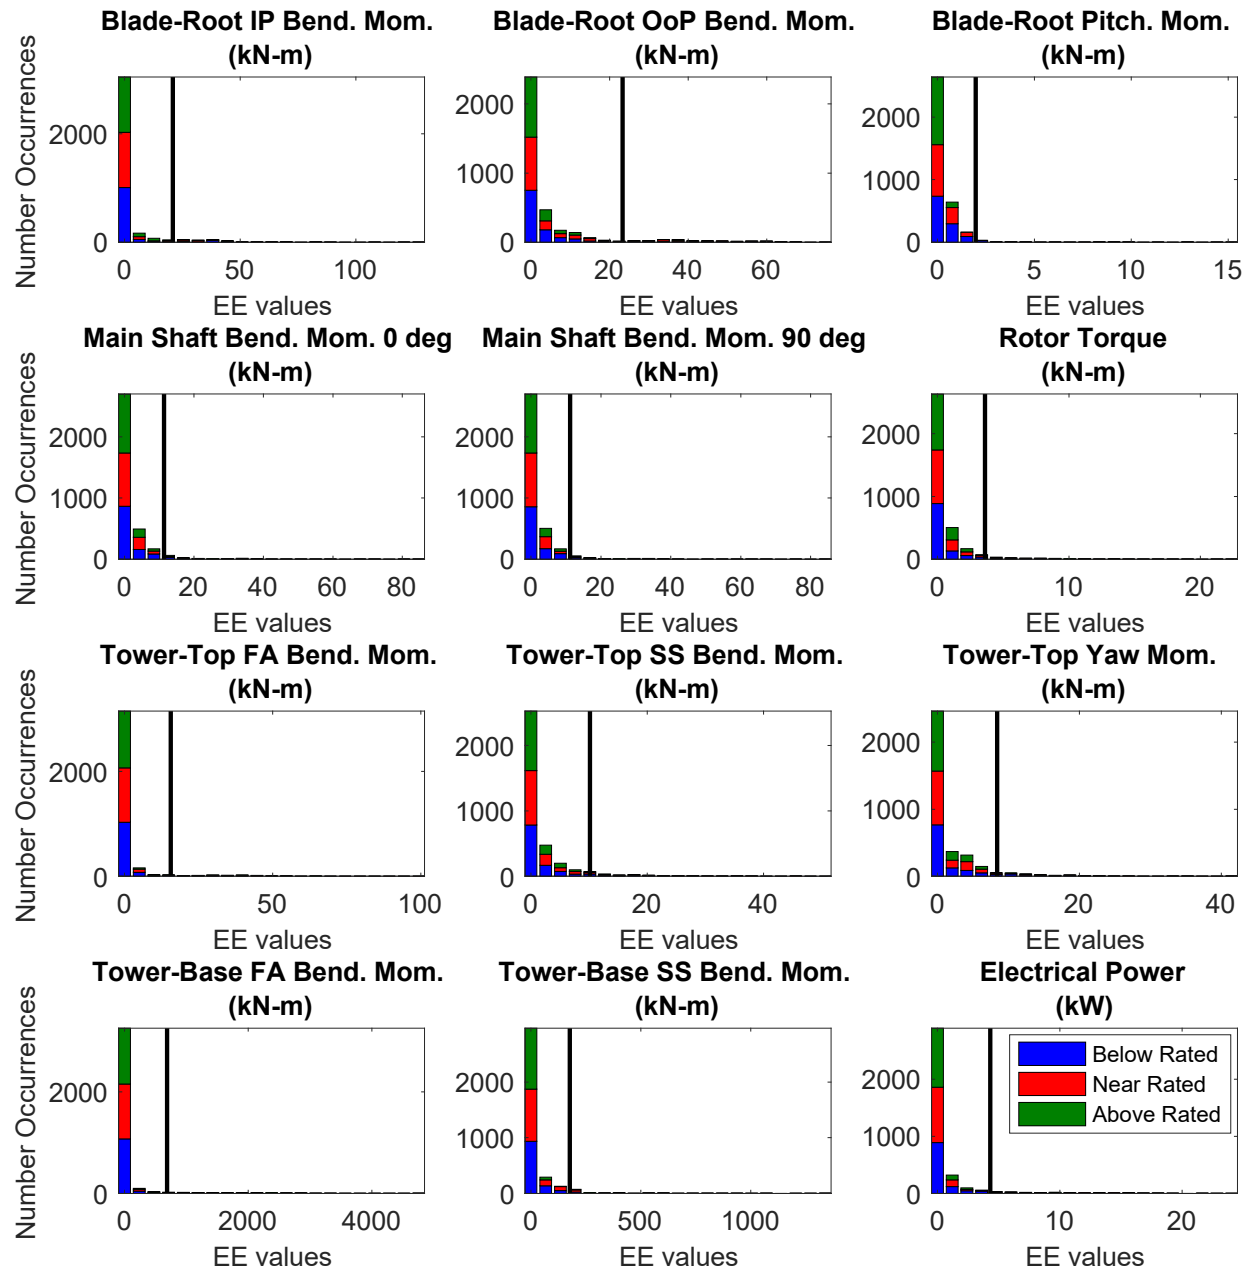 Blade-Root IP Bend. Mom.
(kN-m)
Number Occurrences
2000
0
0 50 100
EE values
Blade-Root OoP Bend. Mom.
(kN-m)
2000
1000
0
0 20 40 60
EE values
Blade-Root Pitch. Mom.
(kN-m)
2000
1000
0
0 5 10 15
EE values
Main Shaft Bend. Mom. 0 deg
(kN-m)
Number Occurrences
2000
1000
0
0 20 40 60 80
EE values
Main Shaft Bend. Mom. 90 deg
(kN-m)
2000
1000
0
0 20 40 60 80
EE values
Rotor Torque
(kN-m)
2000
1000
0
0 10 20
EE values
Tower-Top FA Bend. Mom.
(kN-m)
Number Occurrences
2000
0
0 50 100
EE values
Tower-Top SS Bend. Mom.
(kN-m)
2000
1000
0
0 20 40
EE values
Tower-Top Yaw Mom.
(kN-m)
2000
1000
0
0 20 40
EE values
Tower-Base FA Bend. Mom.
(kN-m)
Number Occurrences
2000
0
0 2000 4000
EE values
Tower-Base SS Bend. Mom.
(kN-m)
2000
1000
0
0 500 1000
EE values
Electrical Power
(kW)
2000
1000
0
0 10 20
EE values
Below Rated
Near Rated
Above Rated